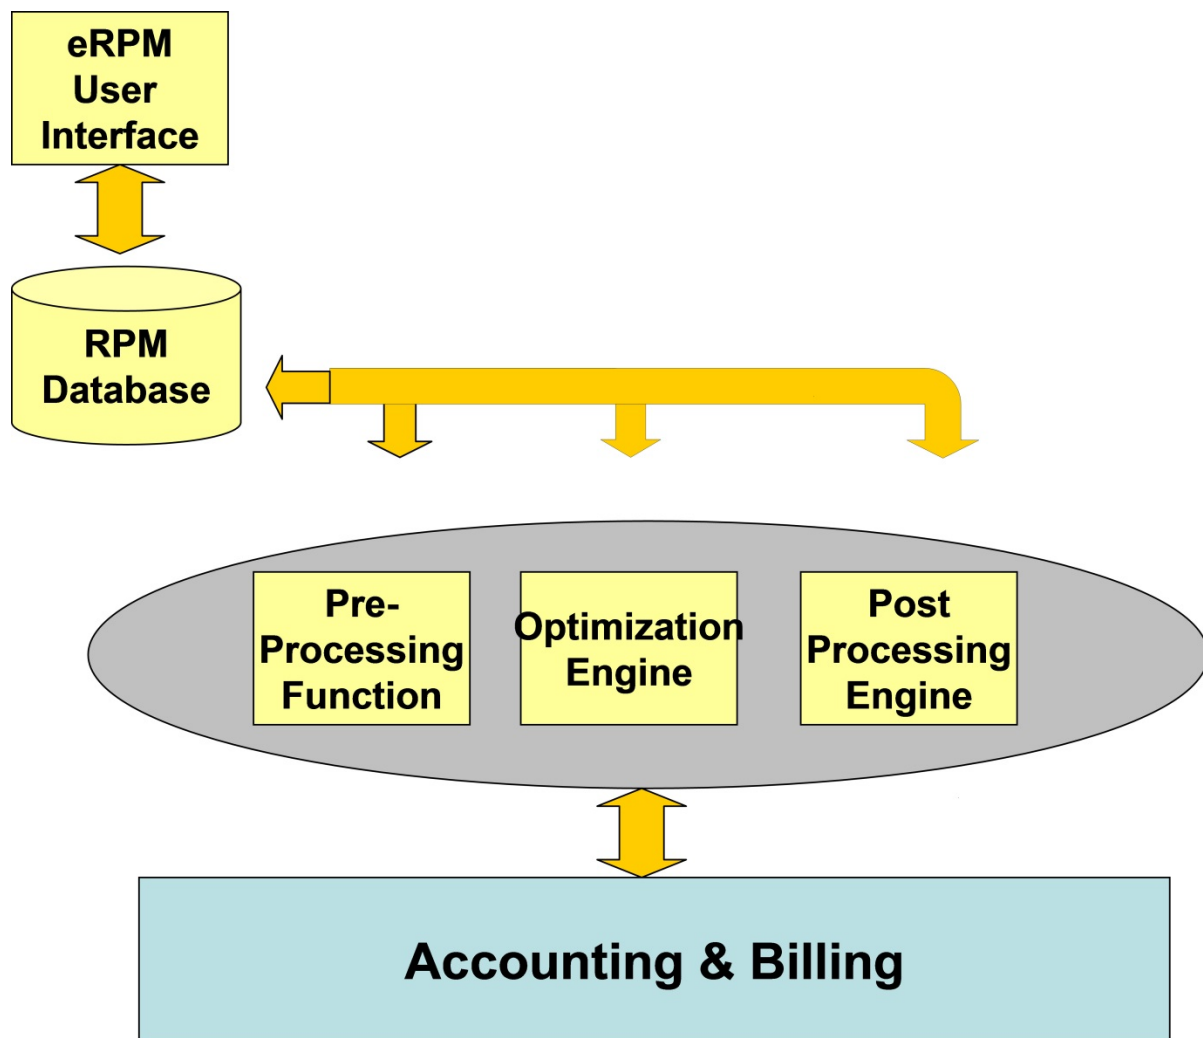 eRPM
User
Interface
RPM
Database
Pre-
Processing
Function
Optimization
Engine
Post
Processing
Engine
Accounting & Billing